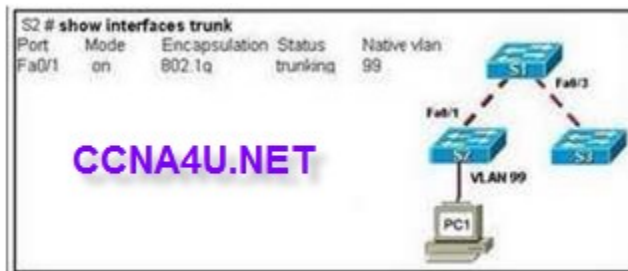 S2 # show interfaces trunk
Port Mode Encapsulation Status Native vlan
Fa0/1 on 802.1q trunking 99
S1
Fa0/3
Fa0/1
CCNA4U.NET
S2
S3
VLAN 99
PC1